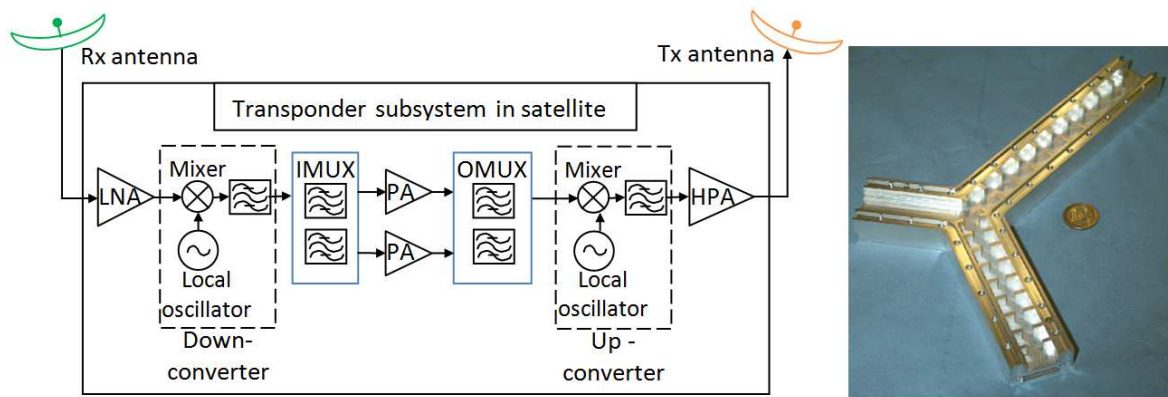 Rx antenna
Tx antenna
Transponder subsystem in satellite
LNA
Mixer
Local
oscillator
Down-
converter
IMUX
PA
PA
OMUX
Mixer
Local
oscillator
Up -
converter
HPA